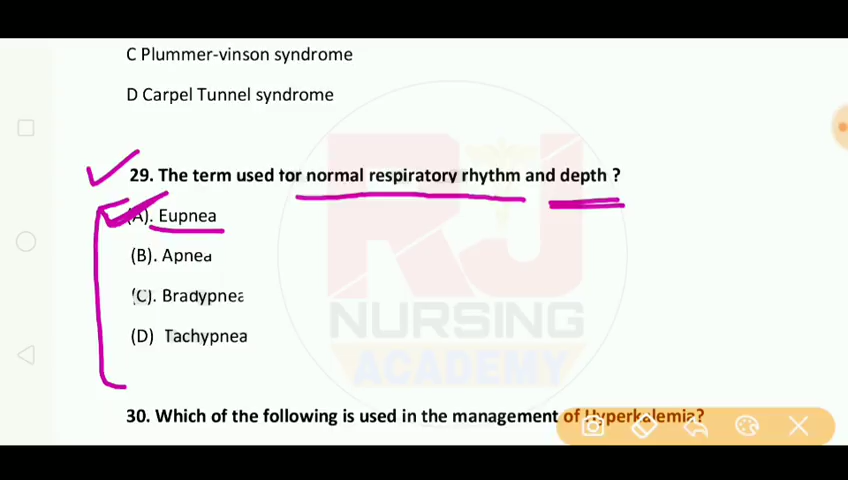 C Plummer-vinson syndrome
D Carpel Tunnel syndrome
29. The term used for normal respiratory rhythm and depth ?
(A). Eupnea
(B). Apnea
(C). Bradypnea
(D) Tachypnea
RJ
NURSING
ACADEMY
30. Which of the following is used in the management of Hyperkalemia?